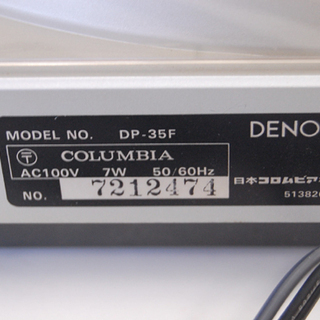 MODEL NO. DP-35F
DENO
〒 COLUMBIA
AC100V 7W 50/60Hz
NO. 7212474
日本コロムビア
51382